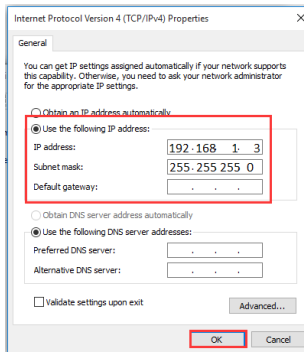 Internet Protocol Version 4 (TCP/IPv4) Properties
General
You can get IP settings assigned automatically if your network supports
this capability. Otherwise, you need to ask your network administrator
for the appropriate IP settings.
Obtain an IP address automatically
Use the following IP address:
IP address: 192 . 168 . 1 . 3
Subnet mask: 255 . 255 . 255 . 0
Default gateway: . . .
Obtain DNS server address automatically
Use the following DNS server addresses:
Preferred DNS server: . . .
Alternative DNS server: . . .
Validate settings upon exit
Advanced...
OK Cancel